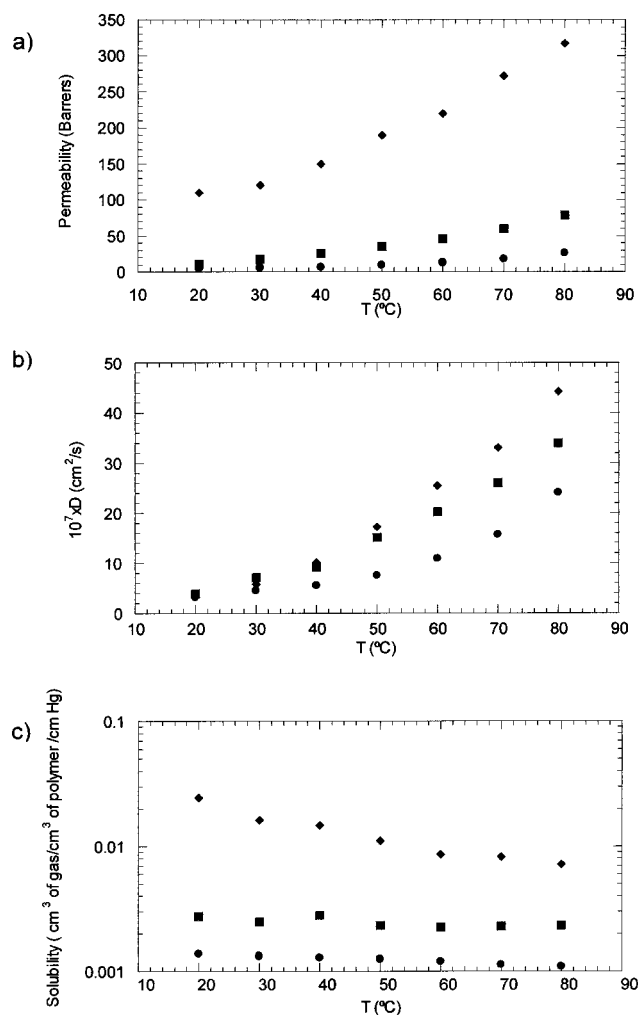 a)
Permeability (Barrers)
350
300
250
200
150
100
50
0
10 20 30 40 50 60 70 80 90
T (ºC)
b)
10⁷xD (cm²/s)
50
40
30
20
10
0
10 20 30 40 50 60 70 80 90
T (ºC)
c)
Solubility ( cm³ of gas/cm³ of polymer /cm Hg)
0.1
0.01
0.001
10 20 30 40 50 60 70 80 90
T (ºC)